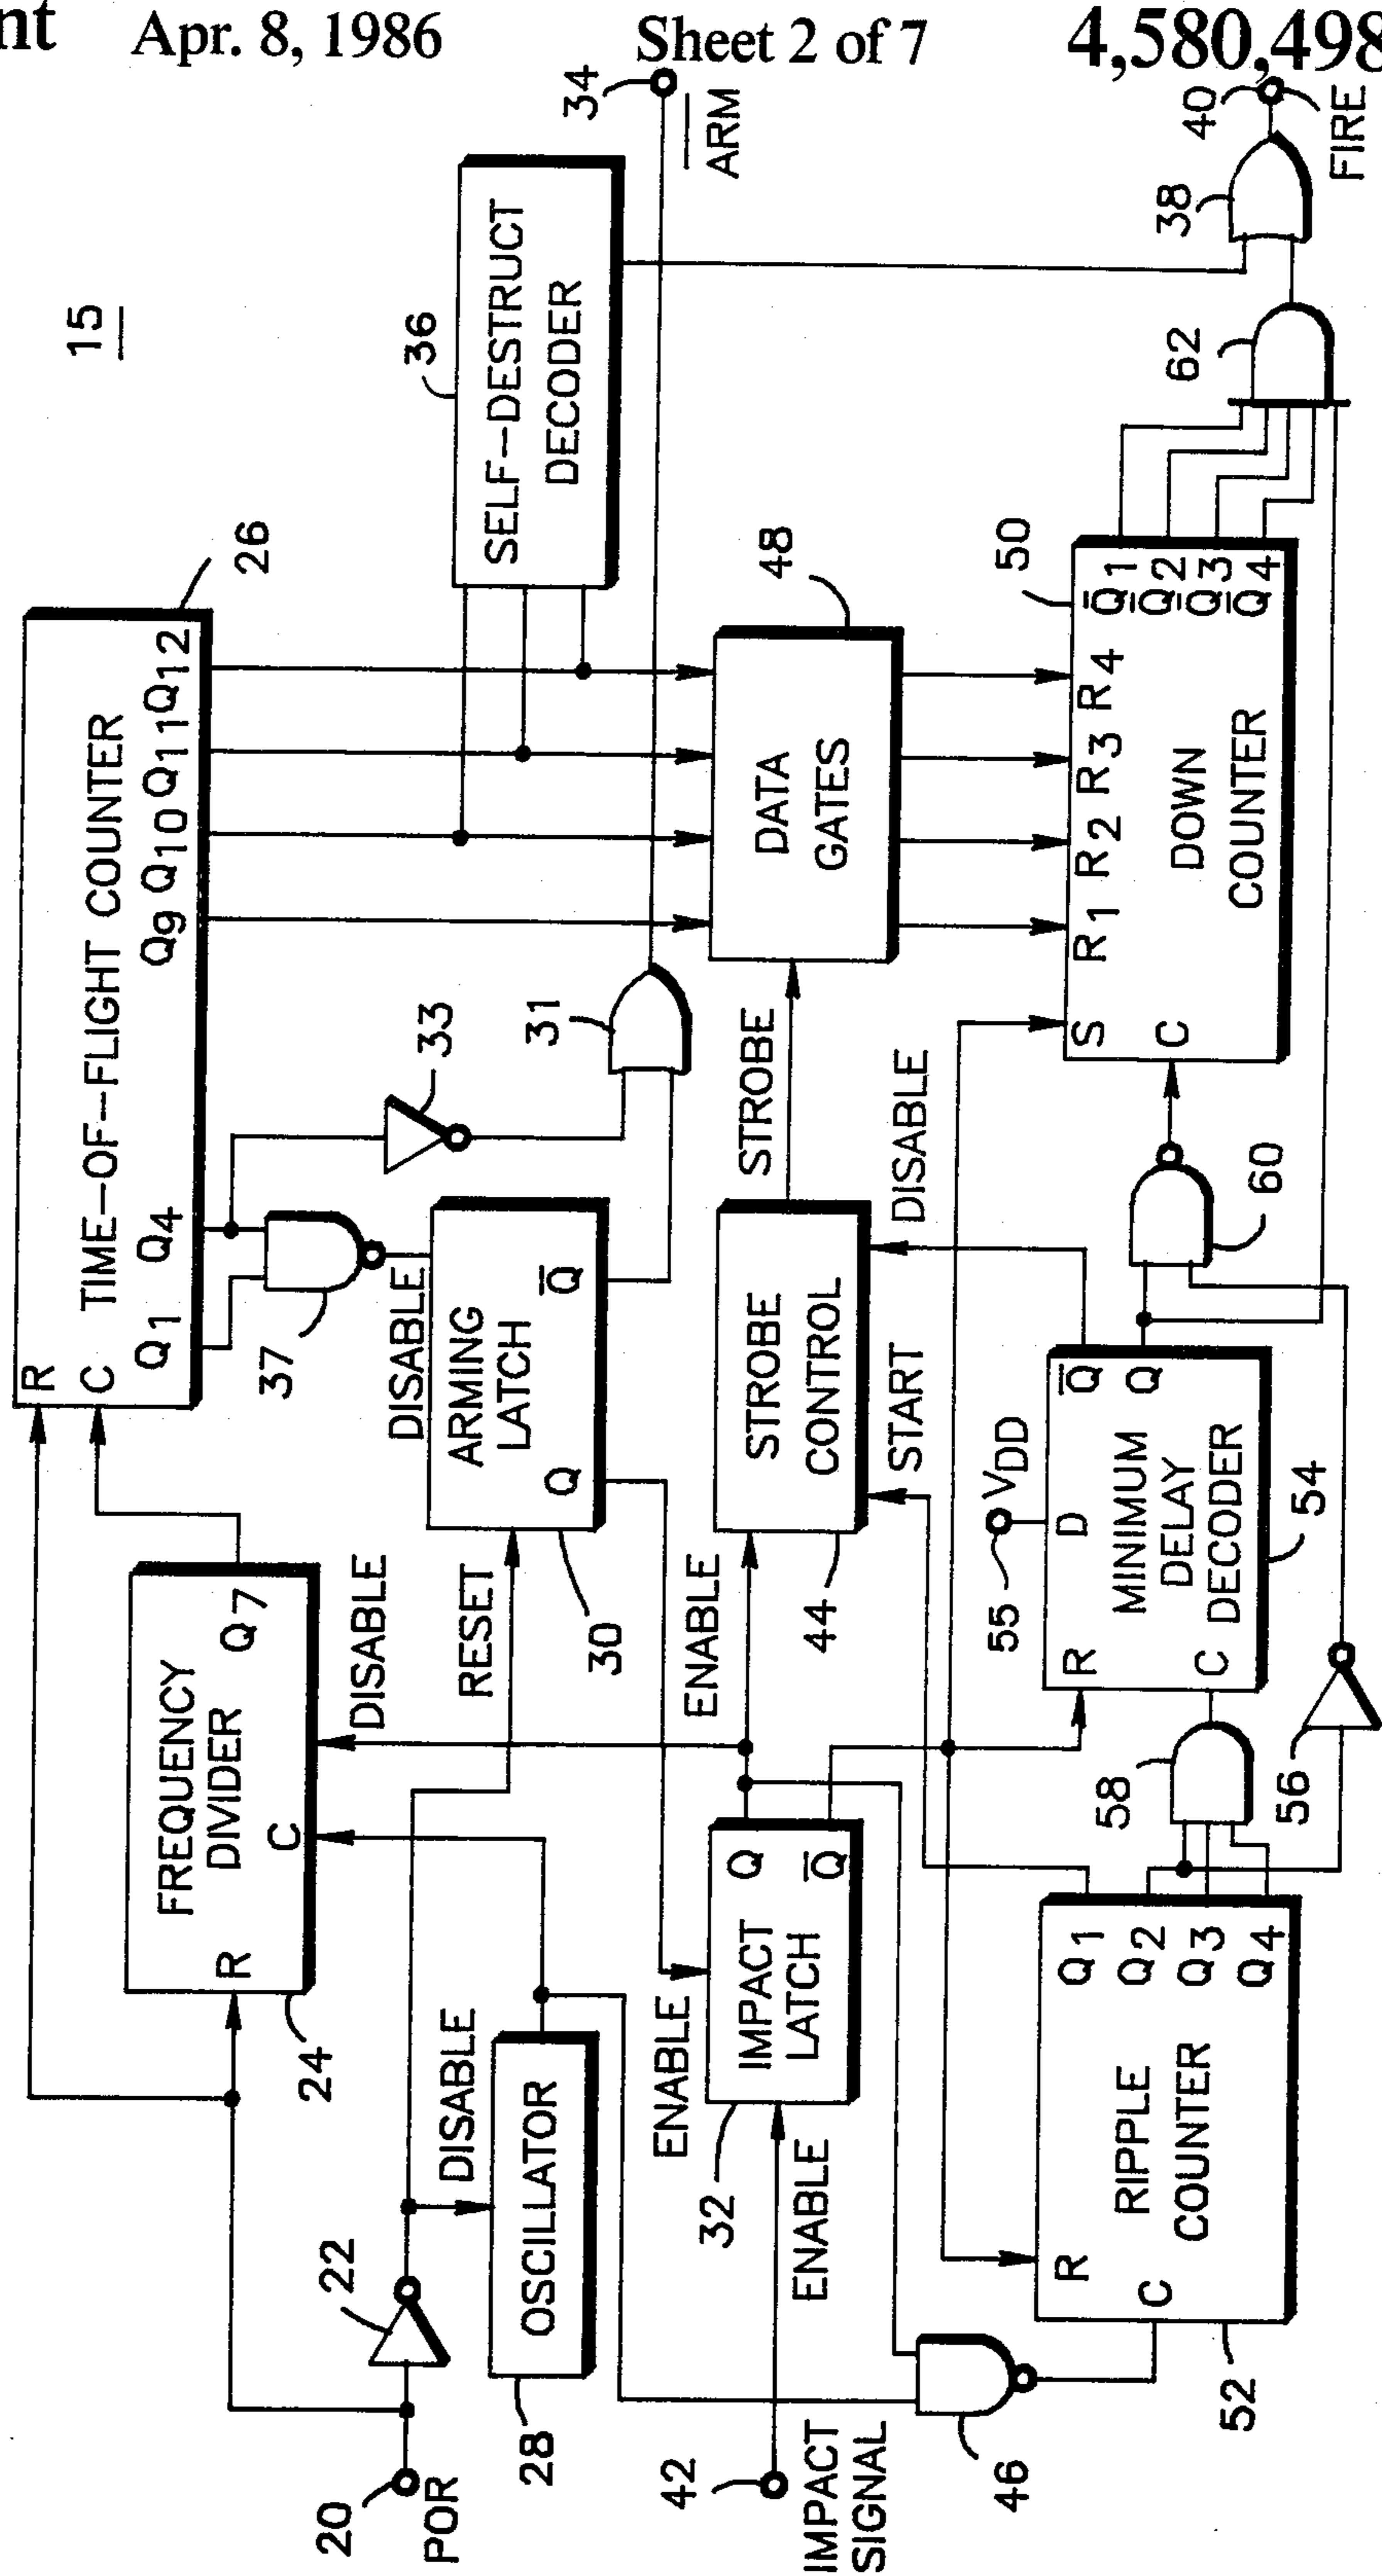 nt Apr. 8, 1986 Sheet 2 of 7 4,580,498
15
R
C
TIME-OF-FLIGHT COUNTER
Q1 Q4 Q9 Q10 Q11 Q12
26
FREQUENCY
DIVIDER
R
C
Q7
24
DISABLE
37
33
36
SELF-DESTRUCT
DECODER
34
ARM
20
POR
22
DISABLE
OSCILLATOR
28
RESET
DISABLE
ARMING
LATCH
Q Q̅
30
31
ENABLE
42
IMPACT
SIGNAL
ENABLE
32
IMPACT
LATCH
Q
Q̅
ENABLE
STROBE
CONTROL
44
START
DISABLE
STROBE
DATA
GATES
48
46
RIPPLE
COUNTER
R
C
Q1
Q2
Q3
Q4
52
58
56
55
VDD
MINIMUM
DELAY
DECODER
R
C
D
Q̅
Q
54
60
DOWN
COUNTER
S
C
R1 R2 R3 R4
Q̅1
Q̅2
Q̅3
Q̅4
50
62
38
40
FIRE